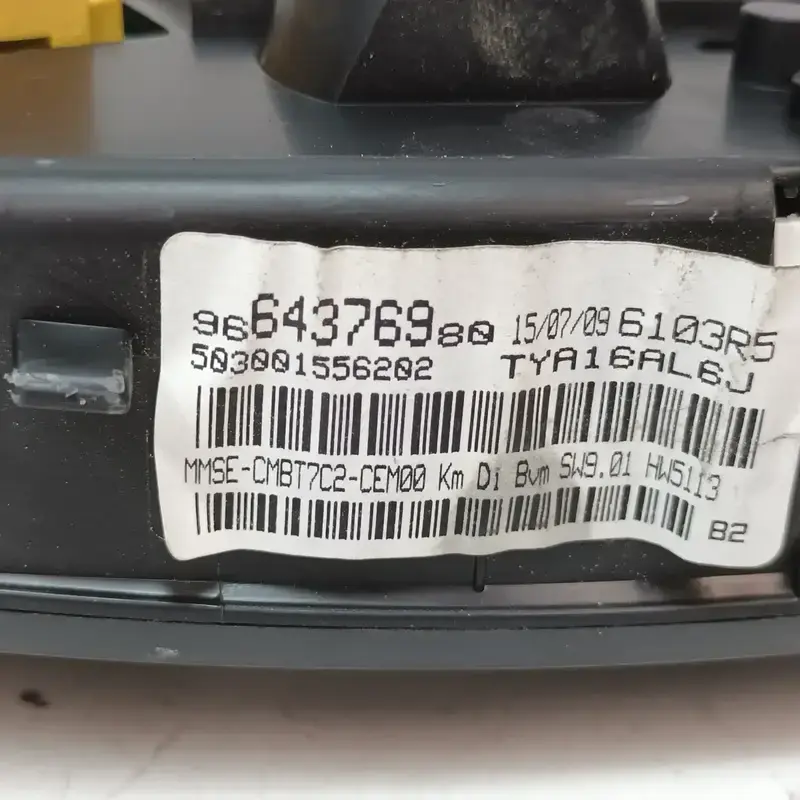 9664376980 15/07/09 6103R5
503001556202 TYA16AL6J
MMSE-CMBT7C2-CEM00 Km Di Bvm SW9.01 HW5113
B2